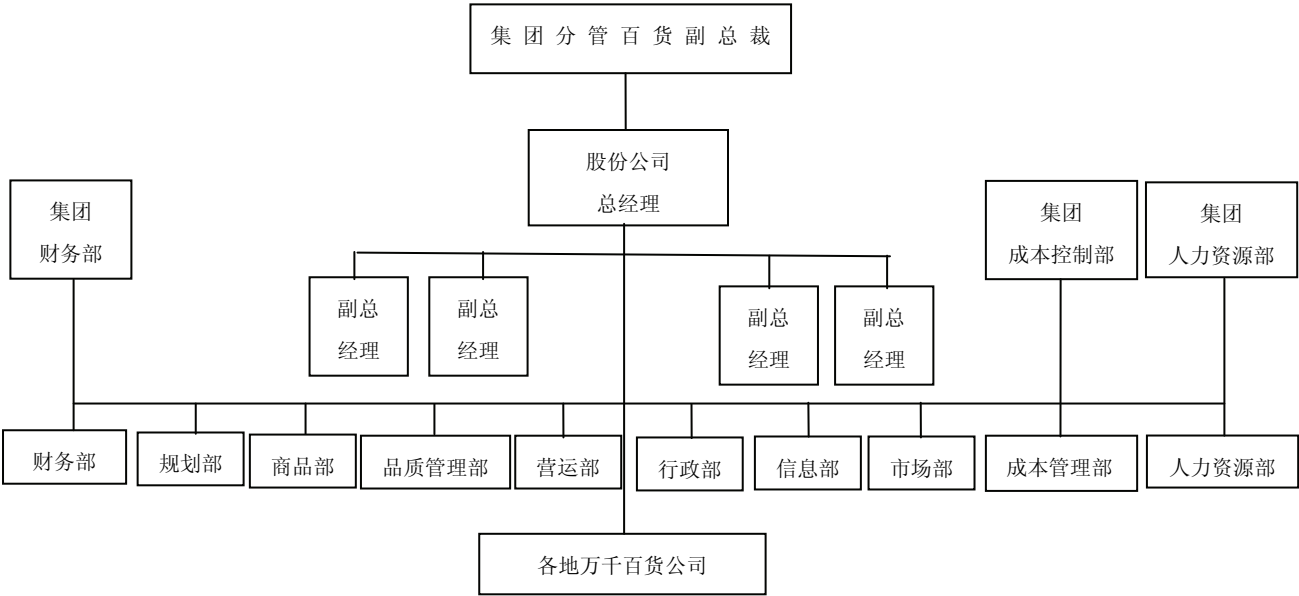 集团分管百货副总裁
股份公司
总经理
集团
财务部
集团
成本控制部
集团
人力资源部
副总
经理
副总
经理
副总
经理
副总
经理
财务部
规划部
商品部
品质管理部
营运部
行政部
信息部
市场部
成本管理部
人力资源部
各地万千百货公司